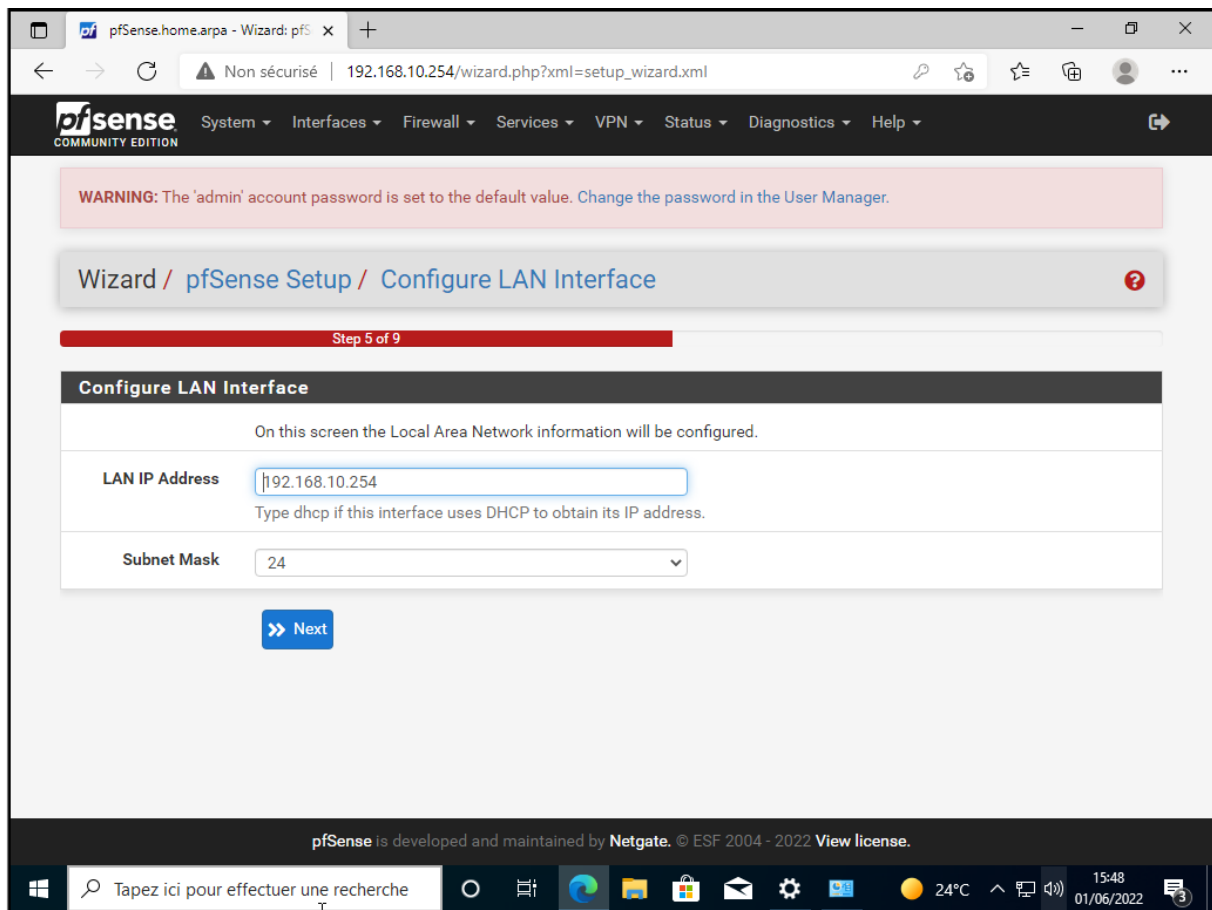 pfSense.home.arpa - Wizard: pfS
Non sécurisé | 192.168.10.254/wizard.php?xml=setup_wizard.xml
pfsense COMMUNITY EDITION System Interfaces Firewall Services VPN Status Diagnostics Help
WARNING: The 'admin' account password is set to the default value. Change the password in the User Manager.
Wizard / pfSense Setup / Configure LAN Interface
Step 5 of 9
Configure LAN Interface
On this screen the Local Area Network information will be configured.
LAN IP Address 192.168.10.254
Type dhcp if this interface uses DHCP to obtain its IP address.
Subnet Mask 24
Next
pfSense is developed and maintained by Netgate. © ESF 2004 - 2022 View license.
Tapez ici pour effectuer une recherche 24°C 15:48
01/06/2022 3